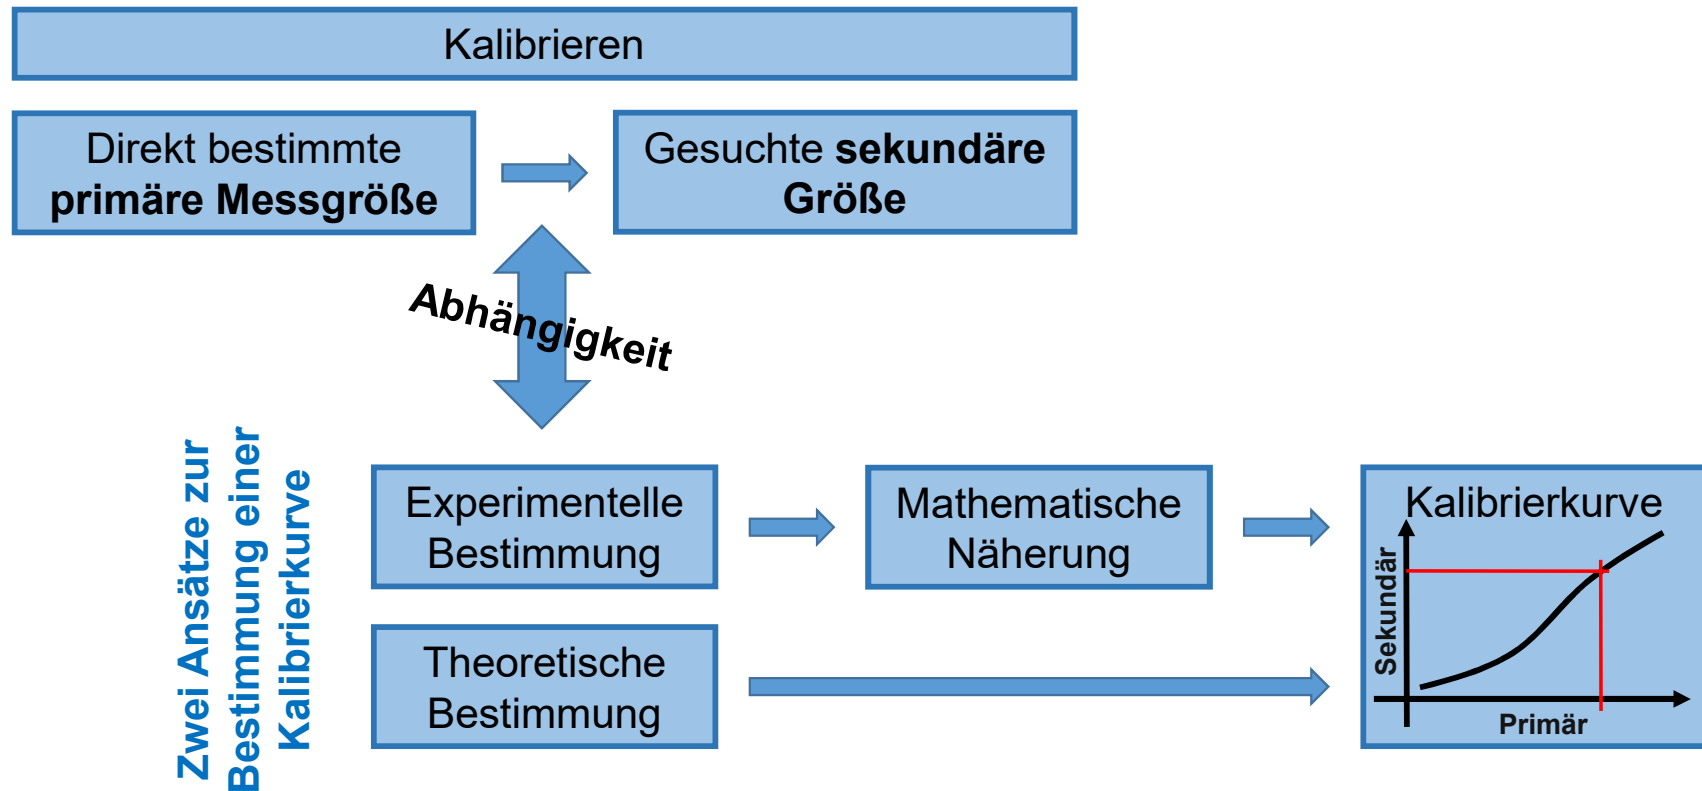 Kalibrieren
Direkt bestimmte
primäre Messgröße
Gesuchte sekundäre
Größe
Abhängigkeit
Zwei Ansätze zur
Bestimmung einer
Kalibrierkurve
Experimentelle
Bestimmung
Mathematische
Näherung
Kalibrierkurve
Sekundär
Primär
Theoretische
Bestimmung